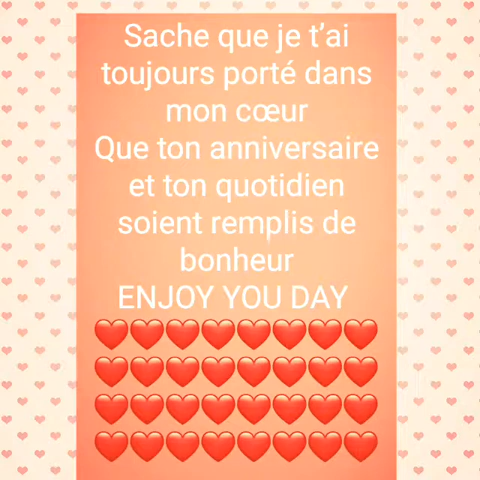 Sache que je t’ai
toujours porté dans
mon cœur
Que ton anniversaire
et ton quotidien
soient remplis de
bonheur
ENJOY YOU DAY
❤️❤️❤️❤️❤️❤️❤️❤️
❤️❤️❤️❤️❤️❤️❤️❤️
❤️❤️❤️❤️❤️❤️❤️❤️
❤️❤️❤️❤️❤️❤️❤️❤️